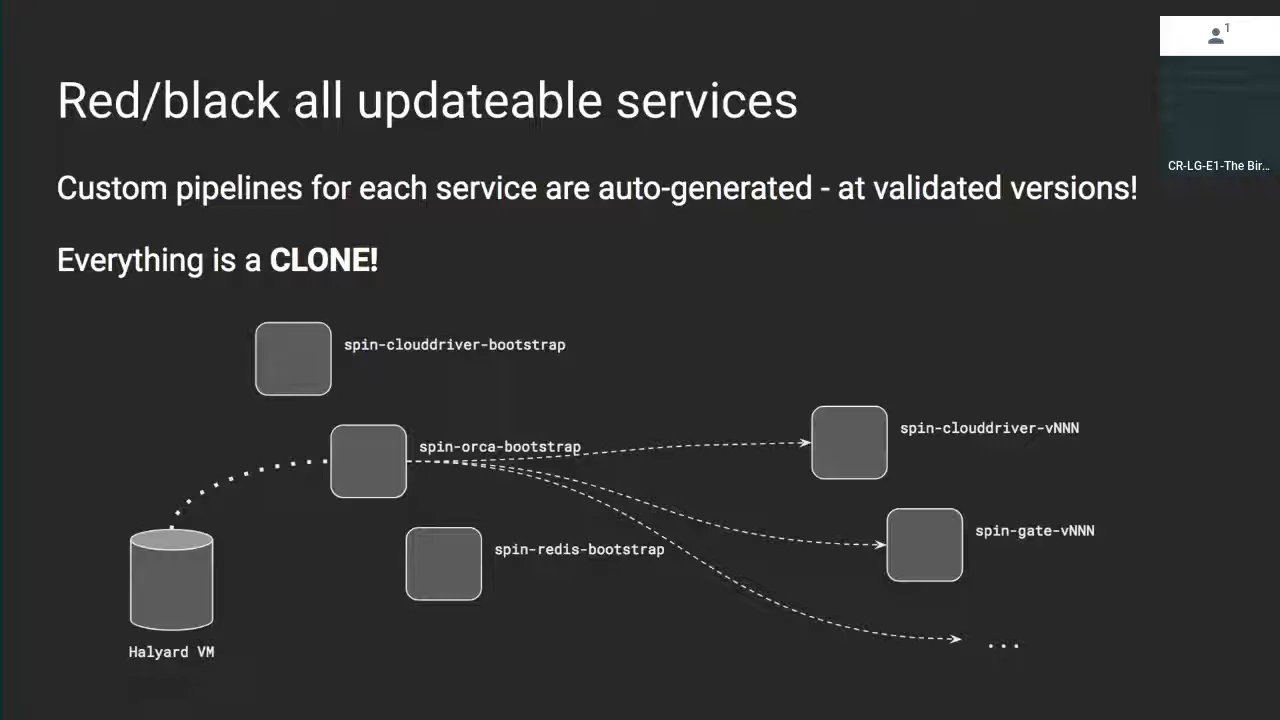 1
CR-LG-E1-The Bir...
Red/black all updateable services
Custom pipelines for each service are auto-generated - at validated versions!
Everything is a CLONE!
spin-clouddriver-bootstrap
spin-orca-bootstrap
spin-redis-bootstrap
Halyard VM
spin-clouddriver-vNNN
spin-gate-vNNN
...